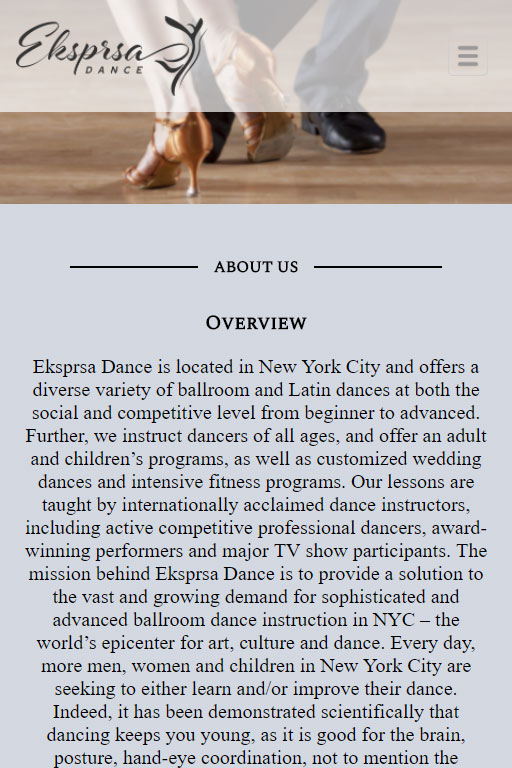 Eksprsa
DANCE
ABOUT US
OVERVIEW
Eksprsa Dance is located in New York City and offers a
diverse variety of ballroom and Latin dances at both the
social and competitive level from beginner to advanced.
Further, we instruct dancers of all ages, and offer an adult
and children’s programs, as well as customized wedding
dances and intensive fitness programs. Our lessons are
taught by internationally acclaimed dance instructors,
including active competitive professional dancers, award-
winning performers and major TV show participants. The
mission behind Eksprsa Dance is to provide a solution to
the vast and growing demand for sophisticated and
advanced ballroom dance instruction in NYC – the
world’s epicenter for art, culture and dance. Every day,
more men, women and children in New York City are
seeking to either learn and/or improve their dance.
Indeed, it has been demonstrated scientifically that
dancing keeps you young, as it is good for the brain,
posture, hand-eye coordination, not to mention the